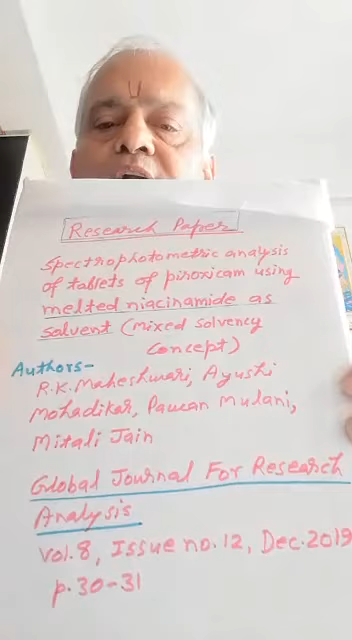 Research Paper
Spectrophotometric analysis
of tablets of piroxicam using
melted niacinamide as
solvent (mixed solvency
concept)
Authors-
R.K. Maheshwari, Ayushi
Mohadikar, Pawan Mulani,
Mitali Jain
Global Journal For Research
Analysis
Vol.8, Issue no.12, Dec.2019
p.30-31